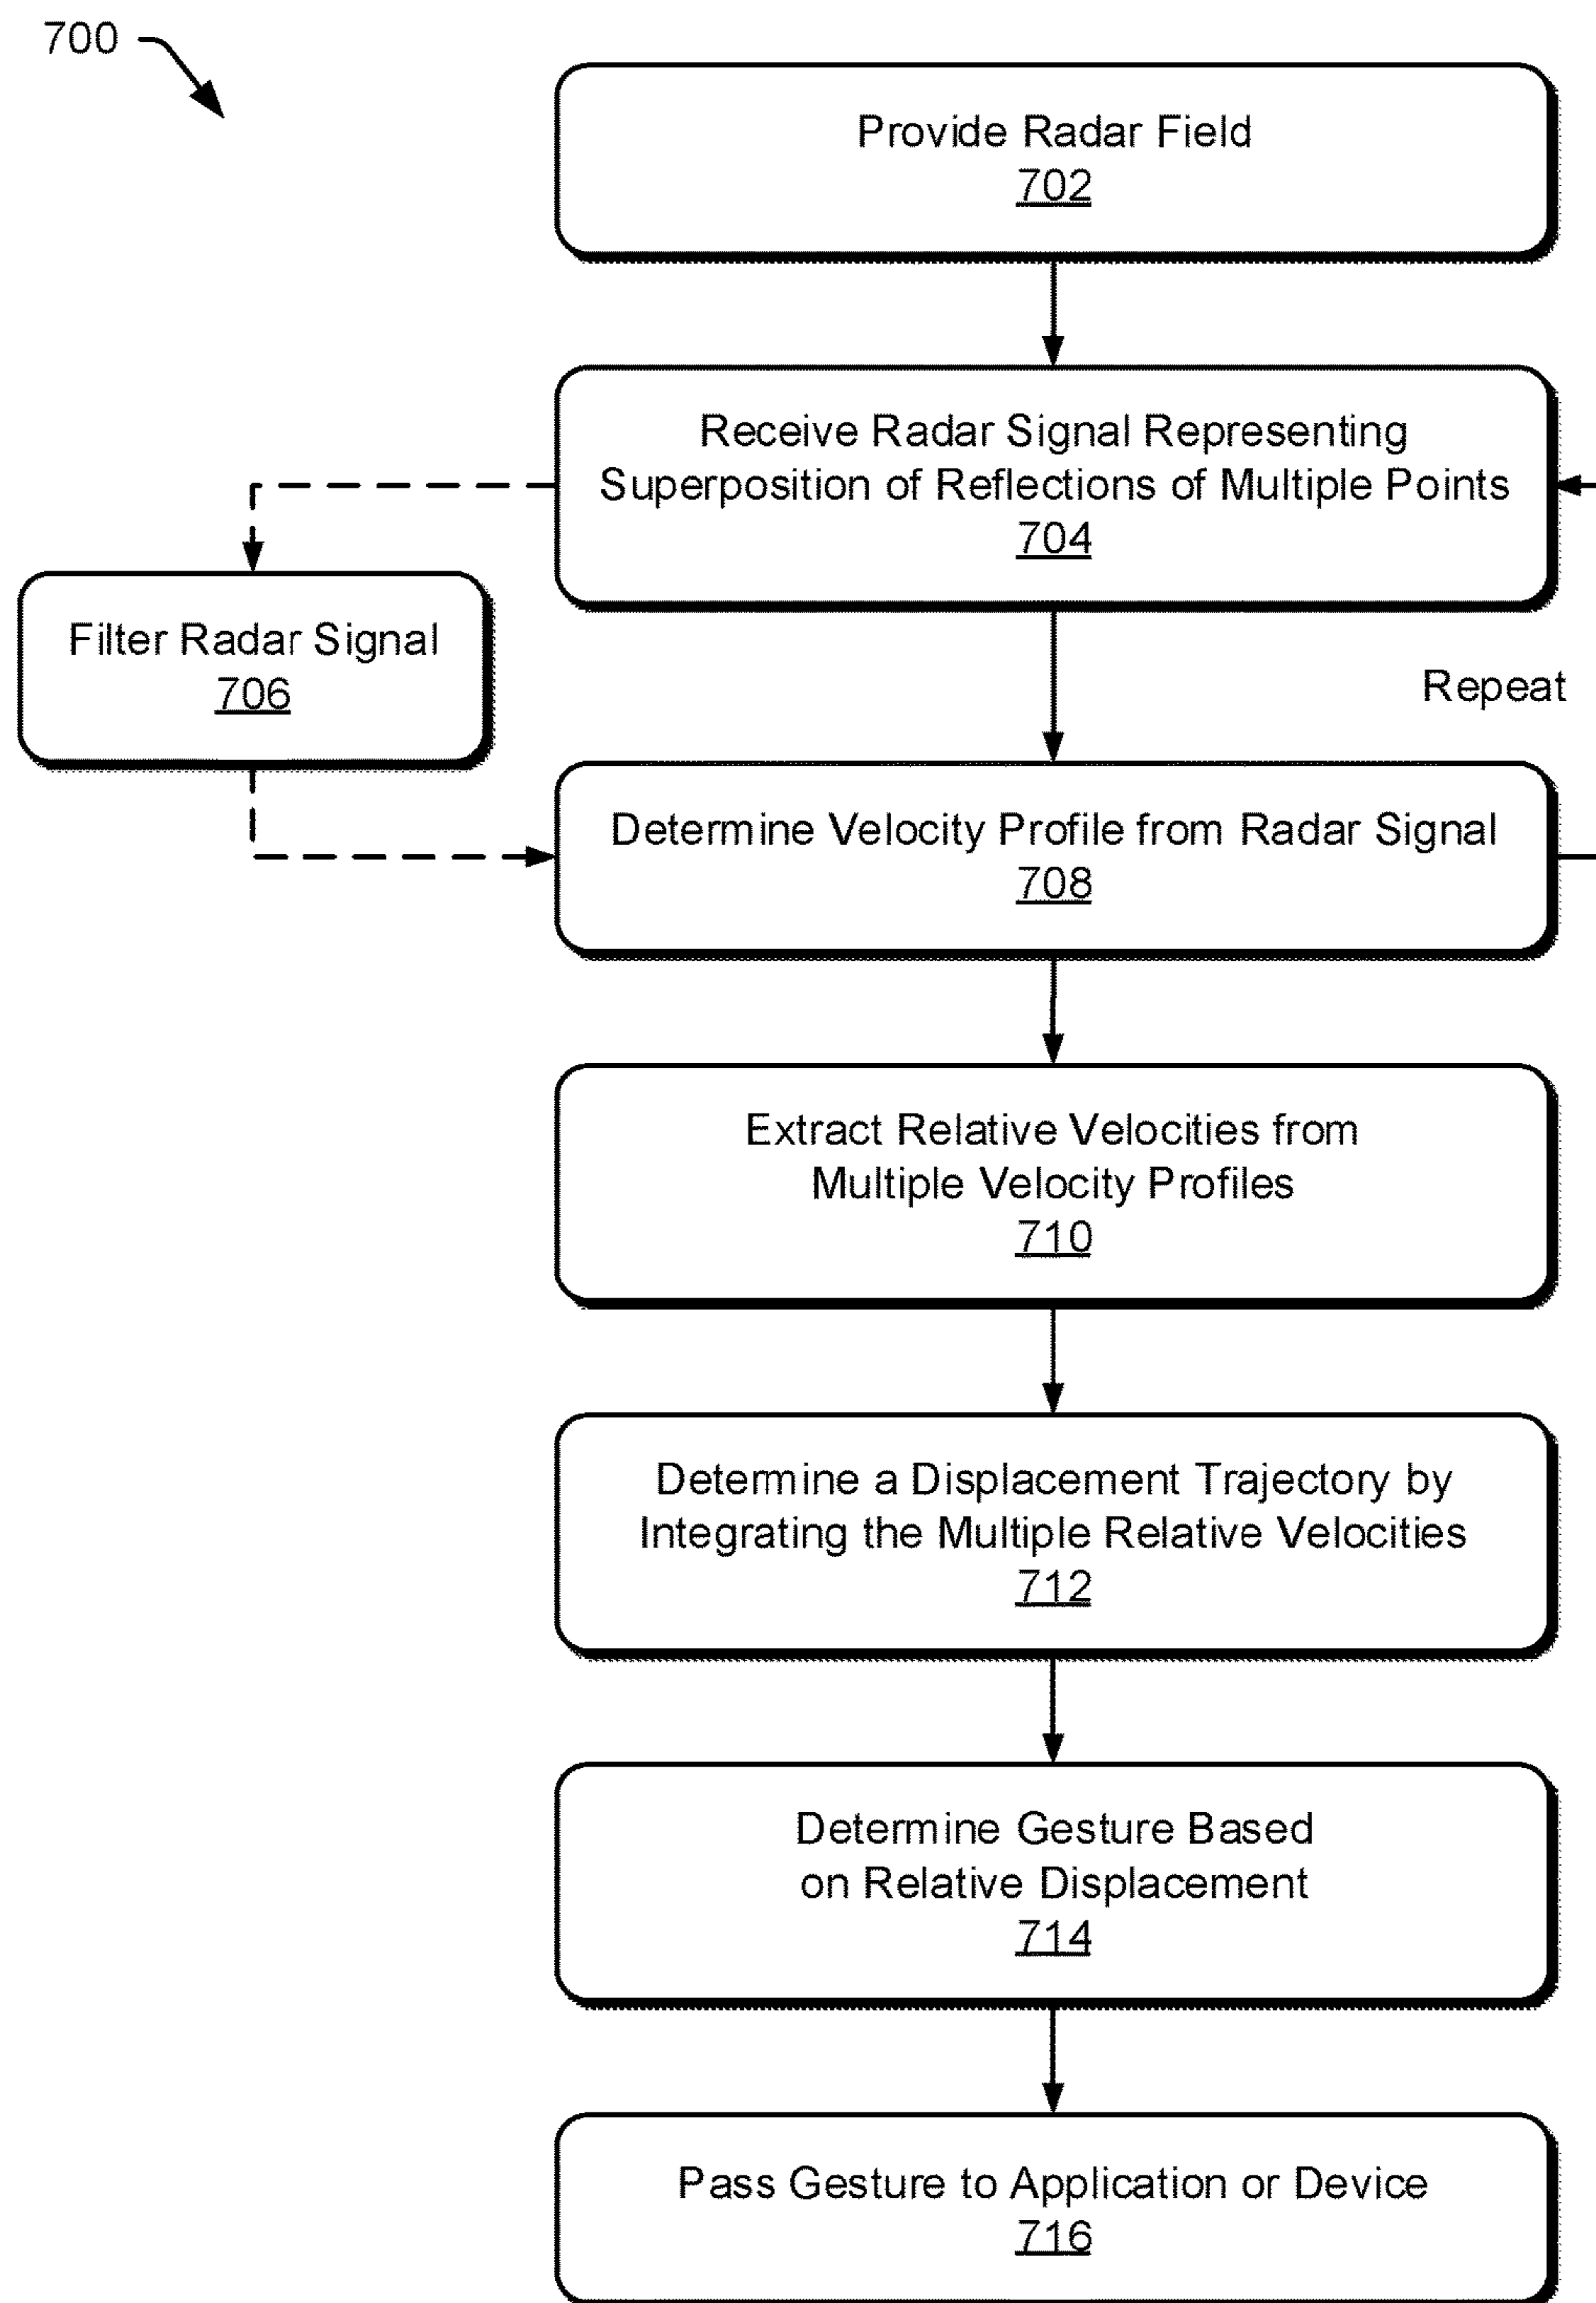 700
Provide Radar Field
702
Receive Radar Signal Representing
Superposition of Reflections of Multiple Points
704
Filter Radar Signal
706
Repeat
Determine Velocity Profile from Radar Signal
708
Extract Relative Velocities from
Multiple Velocity Profiles
710
Determine a Displacement Trajectory by
Integrating the Multiple Relative Velocities
712
Determine Gesture Based
on Relative Displacement
714
Pass Gesture to Application or Device
716